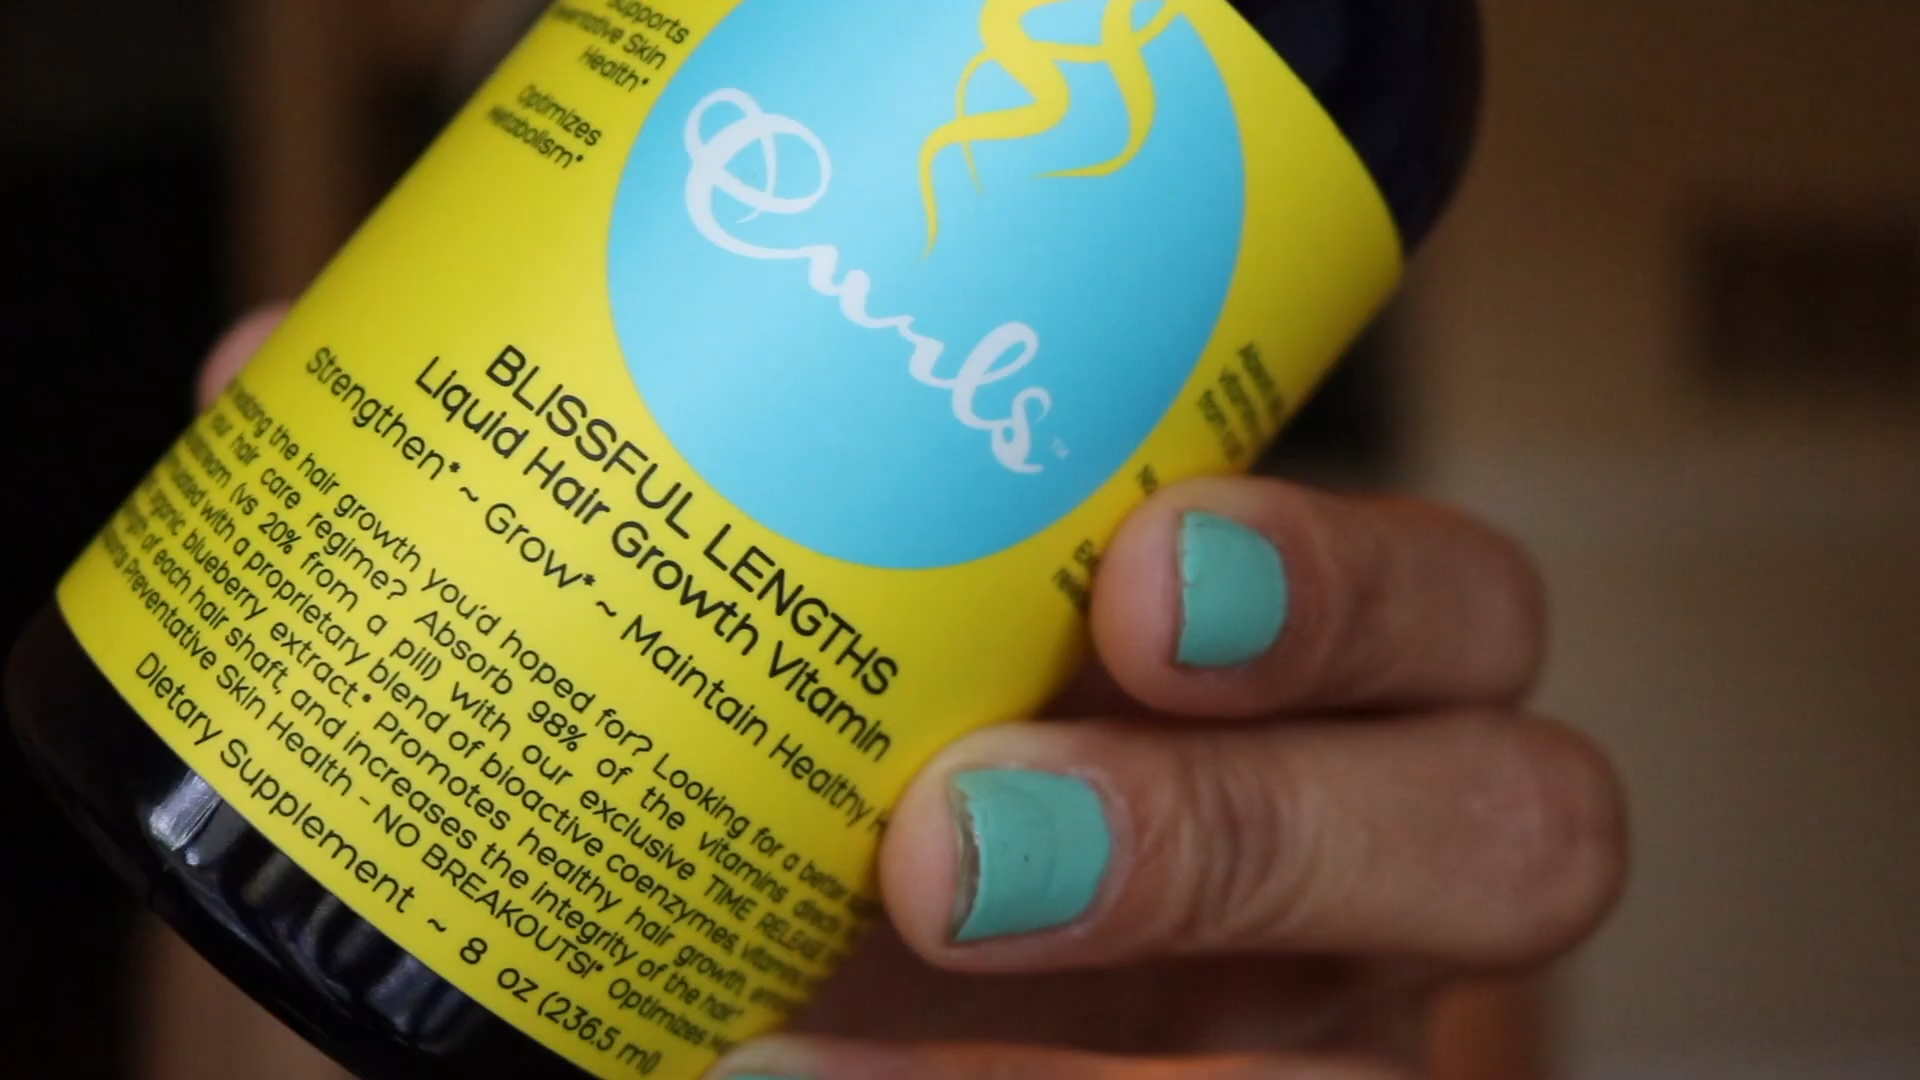 Supports
Skin
Health*
Optimizes
Metabolism*
Curls™
BLISSFUL LENGTHS
Liquid Hair Growth Vitamin
Strengthen* ~ Grow* ~ Maintain Healthy
the hair growth you'd hoped for? Looking for a better
our hair care regime? Absorb 98% of the vitamins
(vs 20% from a pill) with our exclusive TIME RELEASE
with a proprietary blend of bioactive coenzymes,
organic blueberry extract.* Promotes healthy hair growth,
of each hair shaft, and increases the integrity of the hair*
Preventative Skin Health - NO BREAKOUTS!* Optimizes
Dietary Supplement ~ 8 oz (236.5 ml)